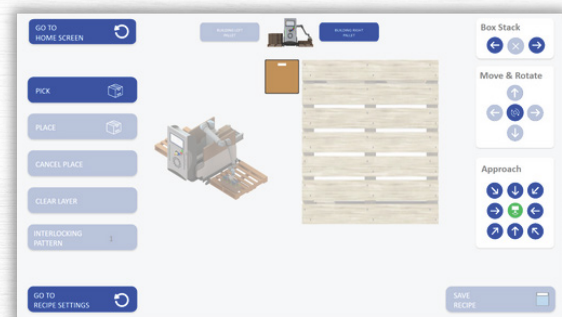 GO TO
HOME SCREEN
BUILDING LEFT
PALLET
BUILDING RIGHT
PALLET
Box Stack
PICK
Move & Rotate
PLACE
CANCEL PLACE
Approach
CLEAR LAYER
INTERLOCKING
PATTERN
1
GO TO
RECIPE SETTINGS
SAVE
RECIPE